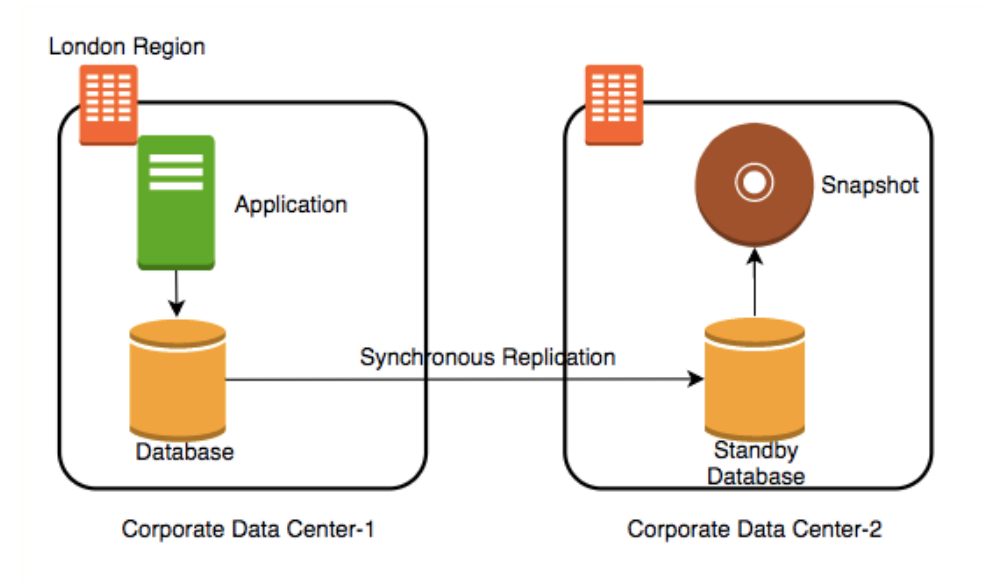 London Region
Application
Snapshot
Synchronous Replication
Database
Standby
Database
Corporate Data Center-1
Corporate Data Center-2